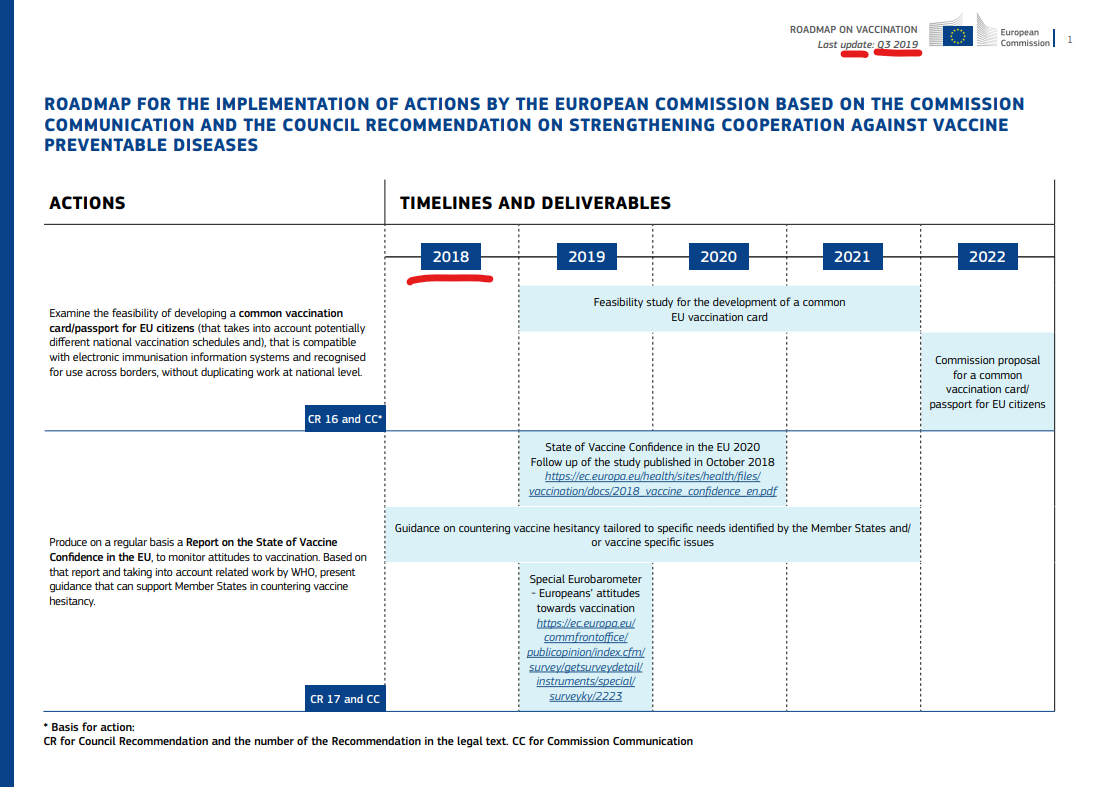 ROADMAP ON VACCINATION
Last update: Q3 2019
European
Commission
1
ROADMAP FOR THE IMPLEMENTATION OF ACTIONS BY THE EUROPEAN COMMISSION BASED ON THE COMMISSION
COMMUNICATION AND THE COUNCIL RECOMMENDATION ON STRENGTHENING COOPERATION AGAINST VACCINE
PREVENTABLE DISEASES
ACTIONS
TIMELINES AND DELIVERABLES
2018
2019
2020
2021
2022
Examine the feasibility of developing a common vaccination
card/passport for EU citizens (that takes into account potentially
different national vaccination schedules and), that is compatible
with electronic immunisation information systems and recognised
for use across borders, without duplicating work at national level.
CR 16 and CC*
Feasibility study for the development of a common
EU vaccination card
Commission proposal
for a common
vaccination card/
passport for EU citizens
Produce on a regular basis a Report on the State of Vaccine
Confidence in the EU, to monitor attitudes to vaccination. Based on
that report and taking into account related work by WHO, present
guidance that can support Member States in countering vaccine
hesitancy.
CR 17 and CC
State of Vaccine Confidence in the EU 2020
Follow up of the study published in October 2018
https://ec.europa.eu/health/sites/health/files/
vaccination/docs/2018_vaccine_confidence_en.pdf
Guidance on countering vaccine hesitancy tailored to specific needs identified by the Member States and/
or vaccine specific issues
Special Eurobarometer
- Europeans' attitudes
towards vaccination
https://ec.europa.eu/
commfrontoffice/
publicopinion/index.cfm/
survey/getsurveydetail/
instruments/special/
surveyky/2223
* Basis for action:
CR for Council Recommendation and the number of the Recommendation in the legal text. CC for Commission Communication